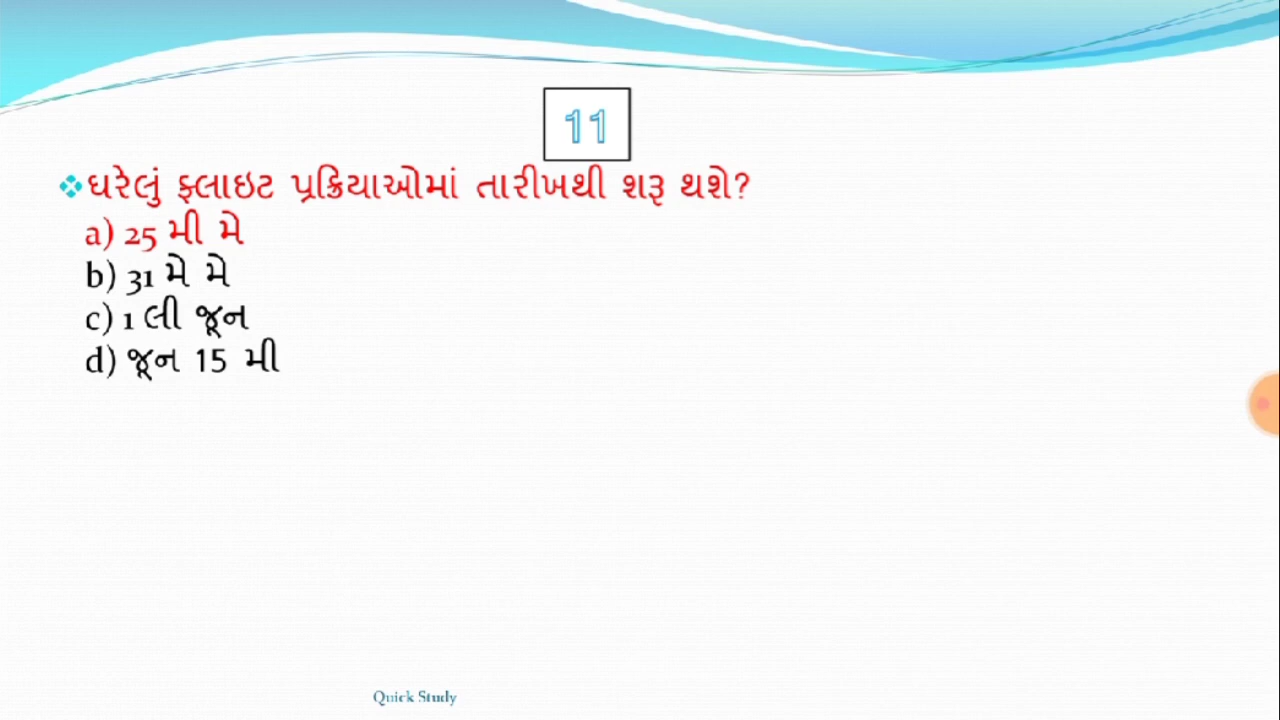 11
❖ઘરેલું ફ્લાઇટ પ્રક્રિયાઓમાં તારીખથી શરૂ થશે?
a) 25 મી મે
b) 31 મે મે
c) 1 લી જૂન
d) જૂન 15 મી
Quick Study